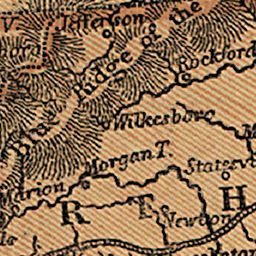 Jefferson
Ridge of the
Rockford
Wilkesboro
Blue
Morgan T.
Statesv
Marion
R E H
Newton